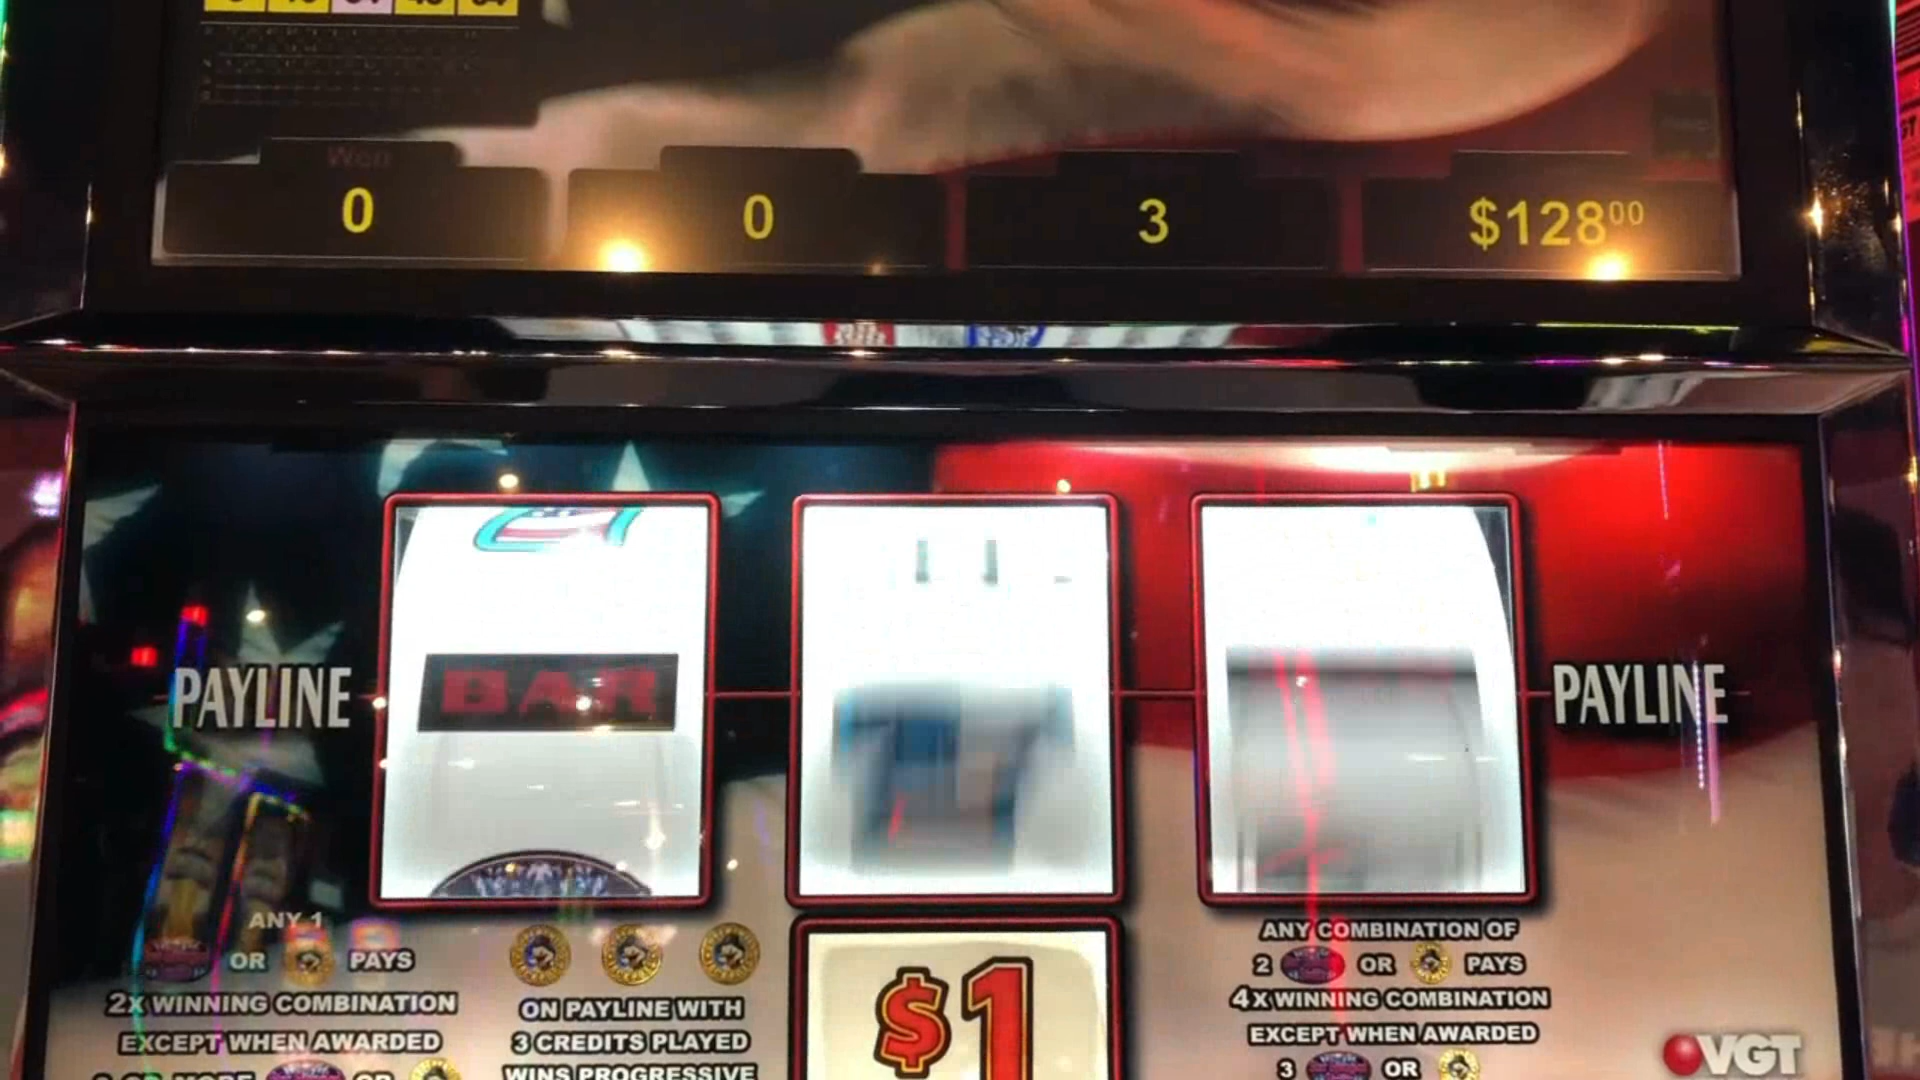 Won
0
0
3
$128.00
PAYLINE
BAR
PAYLINE
ANY 1
OR
PAYS
2X WINNING COMBINATION
EXCEPT WHEN AWARDED
OR
ON PAYLINE WITH
3 CREDITS PLAYED
WINS PROGRESSIVE
$1
ANY COMBINATION OF
2 OR PAYS
4X WINNING COMBINATION
EXCEPT WHEN AWARDED
3 OR
VGT